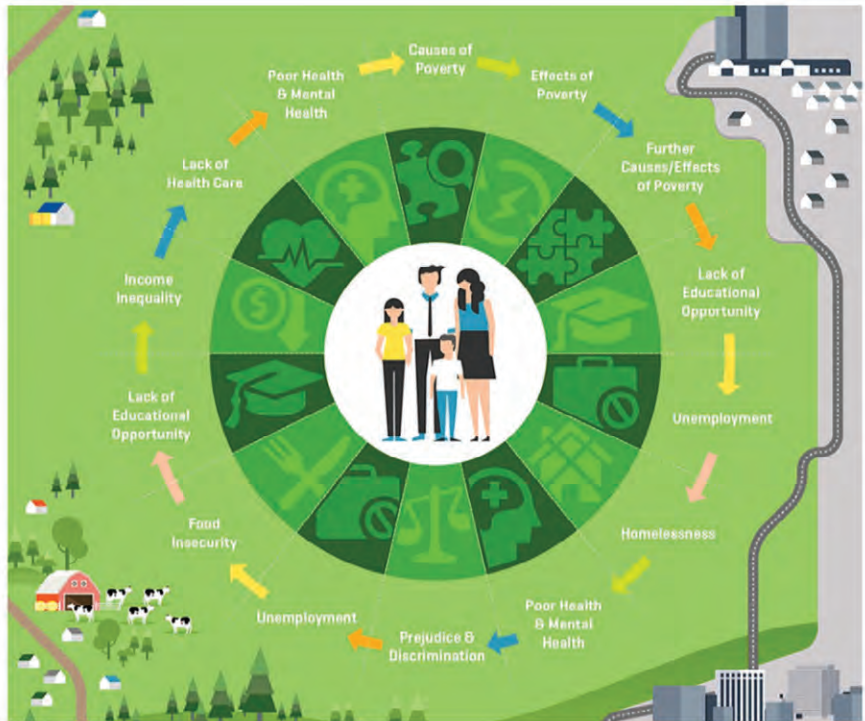 Causes of
Poverty
Effects of
Poverty
Further
Causes/Effects
of Poverty
Lack of
Educational
Opportunity
Unemployment
Homelessness
Poor Health
& Mental
Health
Prejudice &
Discrimination
Unemployment
Food
Insecurity
Lack of
Educational
Opportunity
Income
Inequality
Lack of
Health Care
Poor Health
& Mental
Health